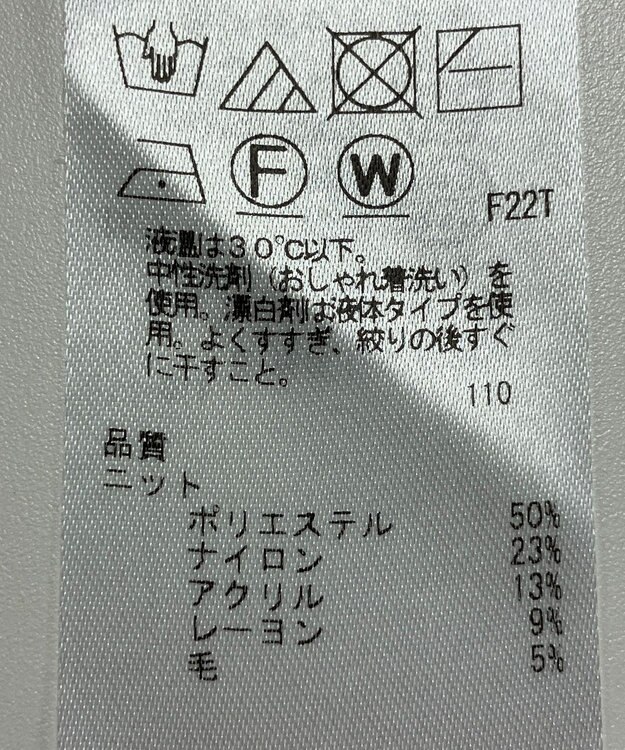 F W
F22T
液温は30℃以下。
中性洗剤（おしゃれ着洗い）を
使用。漂白剤は液体タイプを使
用。よくすすぎ、絞りの後すぐ
に干すこと。
110
品質
ニット
ポリエステル 50%
ナイロン 23%
アクリル 13%
レーヨン 9%
毛 5%